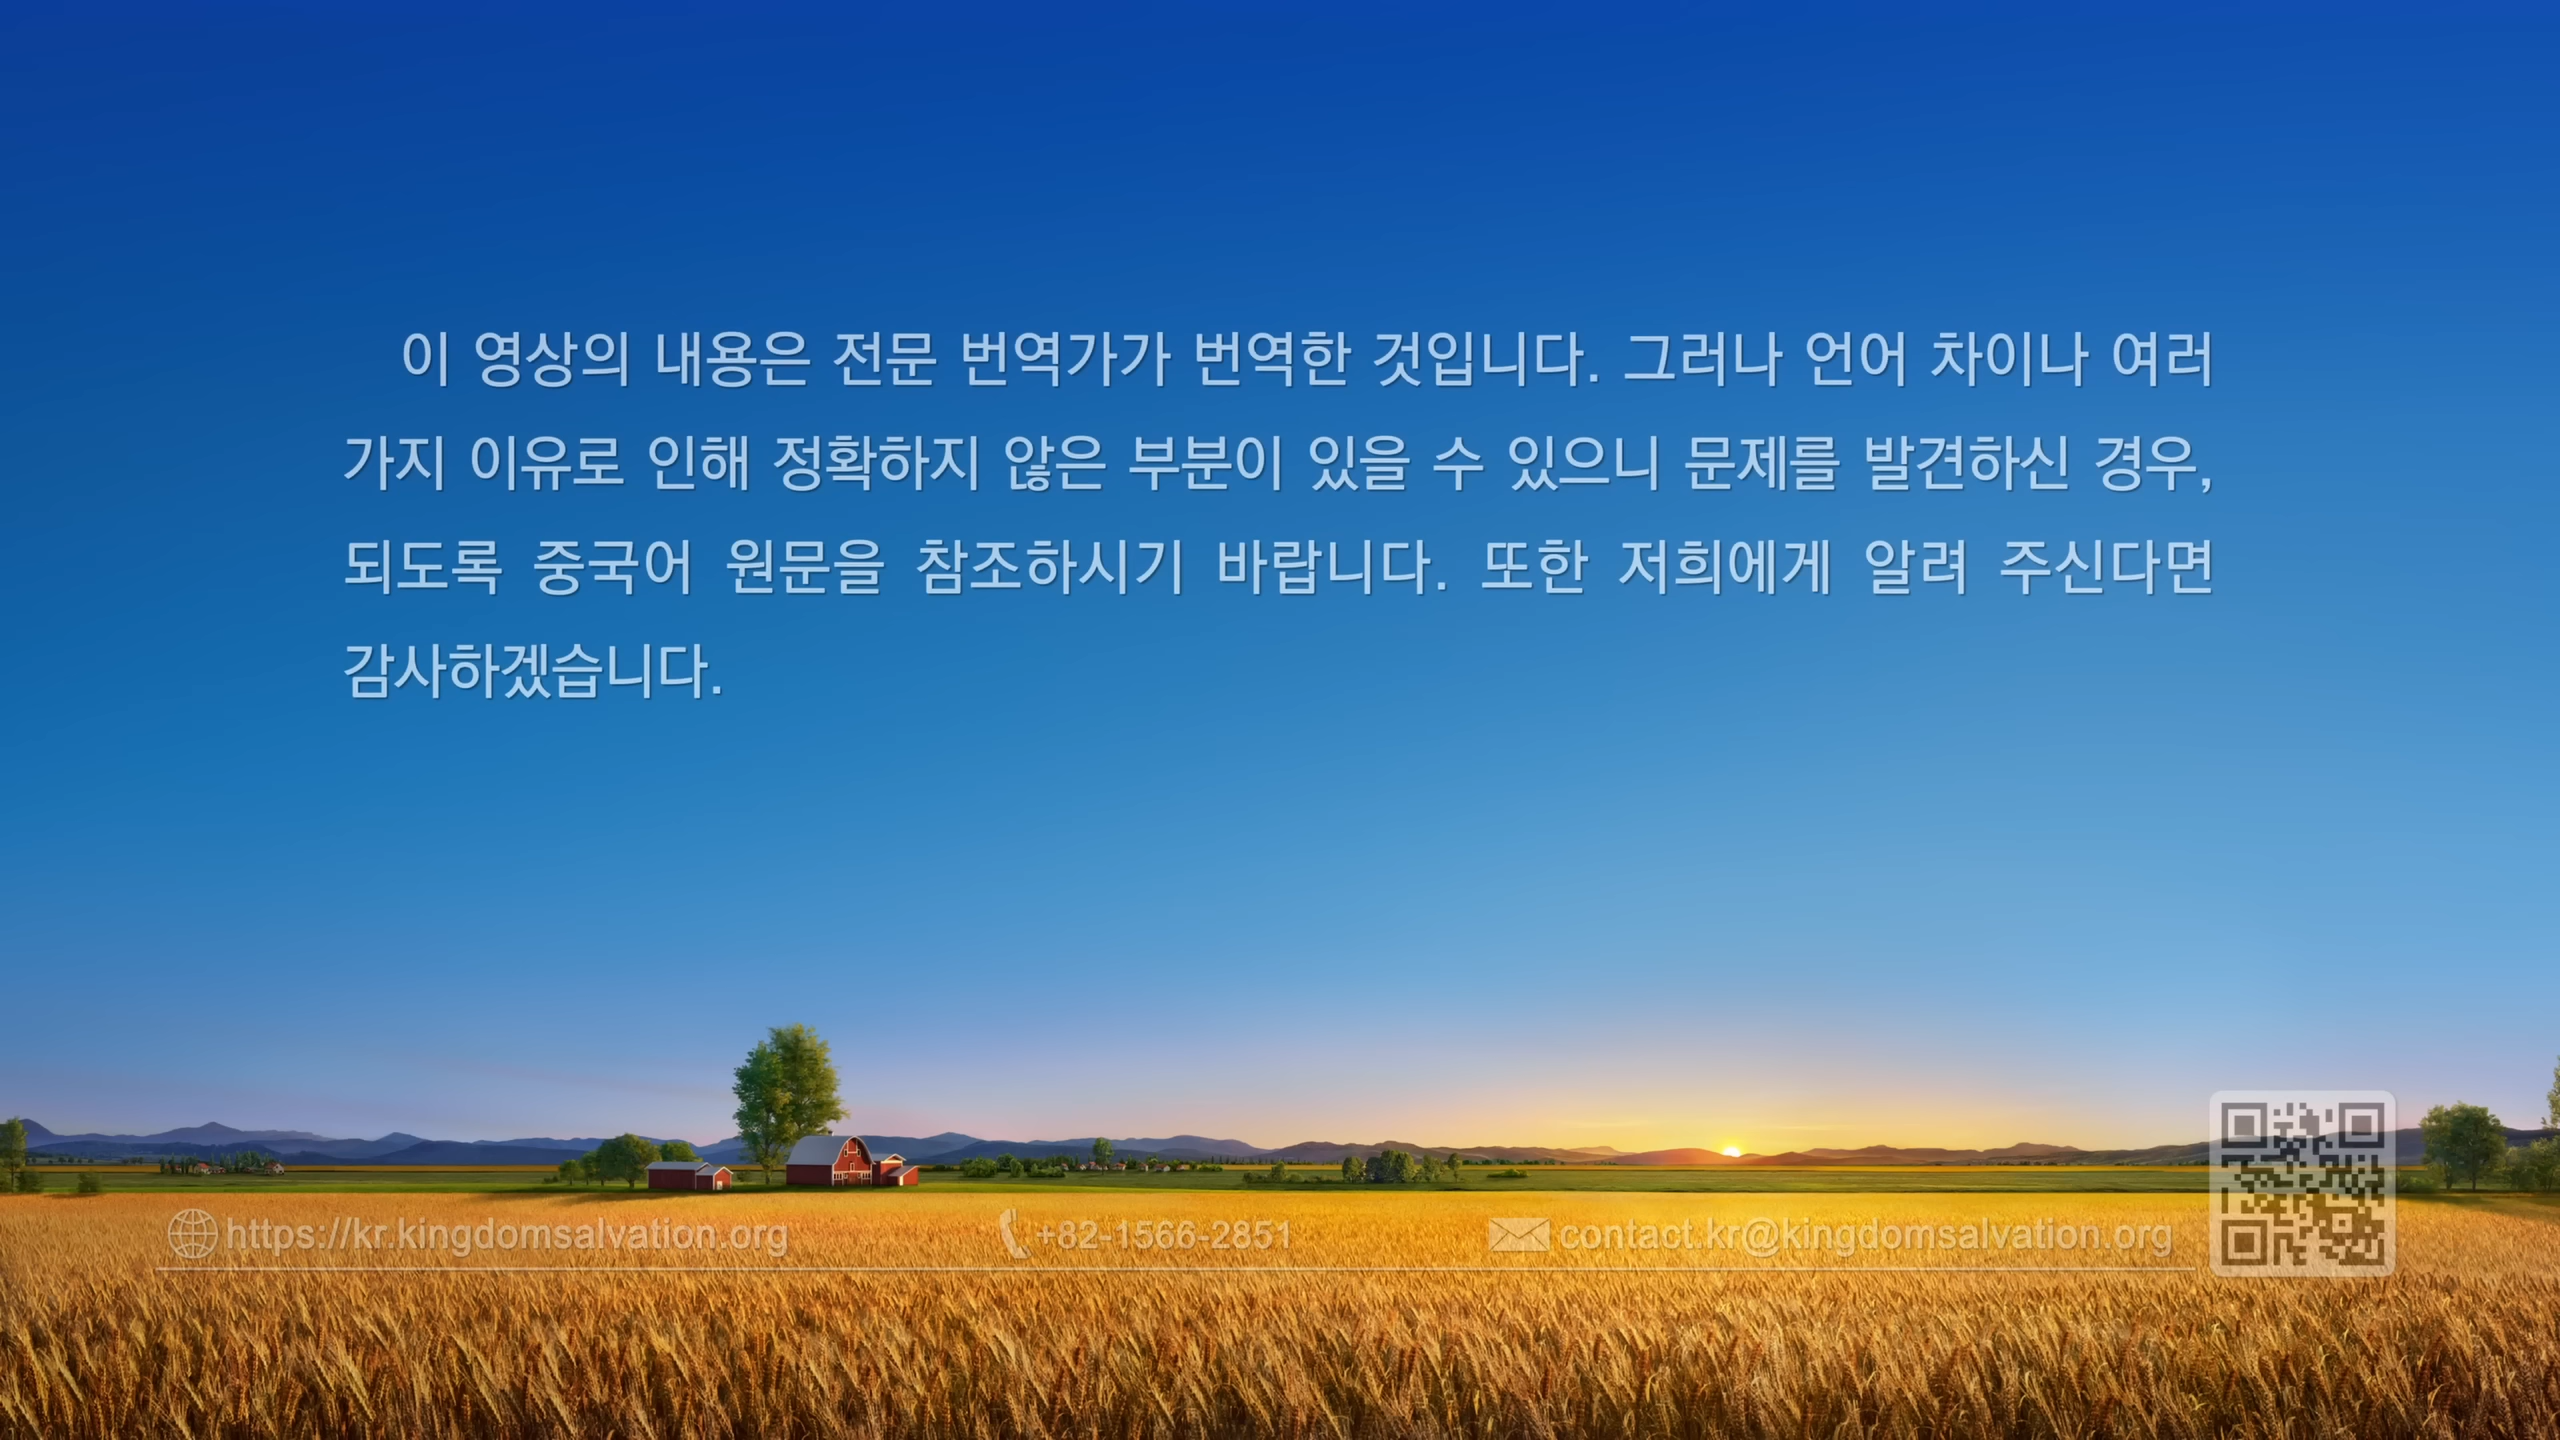 이 영상의 내용은 전문 번역가가 번역한 것입니다. 그러나 언어 차이나 여러
가지 이유로 인해 정확하지 않은 부분이 있을 수 있으니 문제를 발견하신 경우,
되도록 중국어 원문을 참조하시기 바랍니다. 또한 저희에게 알려 주신다면
감사하겠습니다.
https://kr.kingdomsalvation.org
+82-1566-2851
contact.kr@kingdomsalvation.org